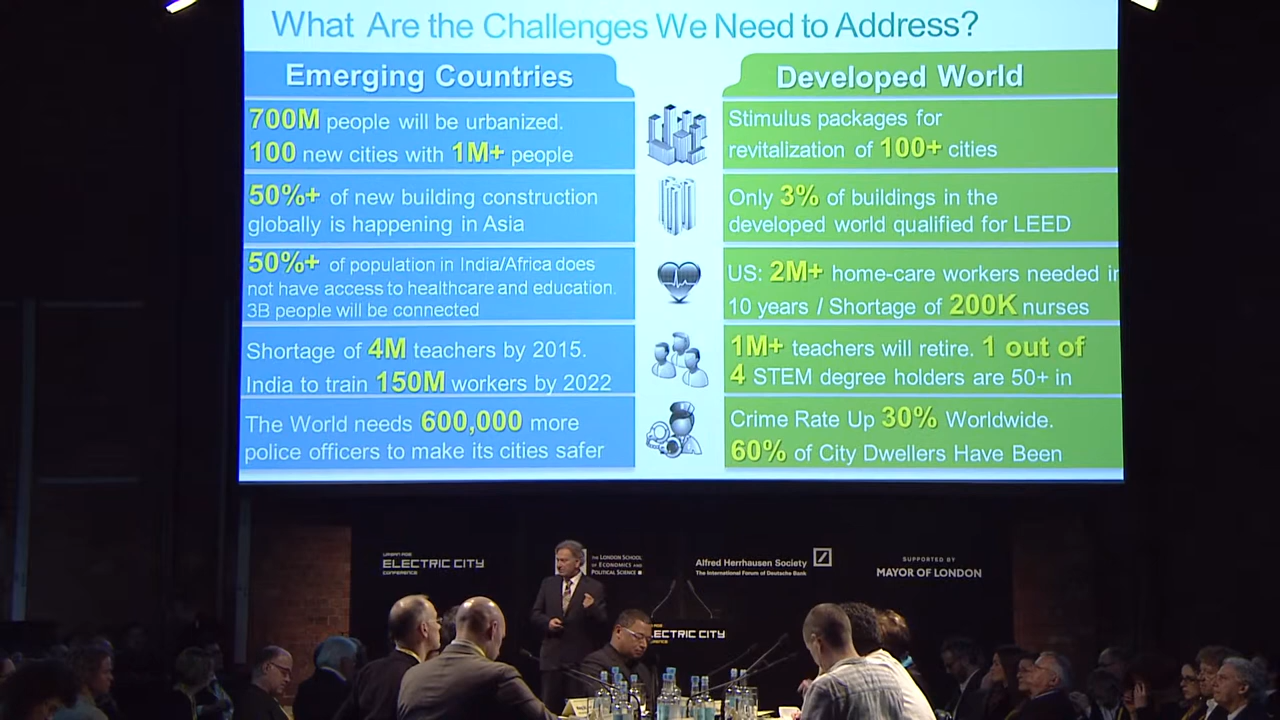 What Are the Challenges We Need to Address?
Emerging Countries
700M people will be urbanized.
100 new cities with 1M+ people
50%+ of new building construction
globally is happening in Asia
50%+ of population in India/Africa does
not have access to healthcare and education.
3B people will be connected
Shortage of 4M teachers by 2015.
India to train 150M workers by 2022
The World needs 600,000 more
police officers to make its cities safer
Developed World
Stimulus packages for
revitalization of 100+ cities
Only 3% of buildings in the
developed world qualified for LEED
US: 2M+ home-care workers needed in
10 years / Shortage of 200K nurses
1M+ teachers will retire. 1 out of
4 STEM degree holders are 50+ in
Crime Rate Up 30% Worldwide.
60% of City Dwellers Have Been
URBAN AGE
ELECTRIC CITY
CONFERENCE
THE LONDON SCHOOL
OF ECONOMICS AND
POLITICAL SCIENCE
Alfred Herrhausen Society
The International Forum of Deutsche Bank
SUPPORTED BY
MAYOR OF LONDON
ELECTRIC CITY